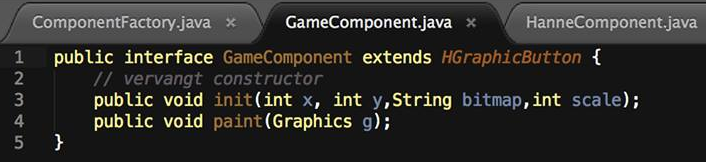 ComponentFactory.java × GameComponent.java × HanneComponent.java
1 public interface GameComponent extends HGraphicButton {
2 // vervangt constructor
3 public void init(int x, int y,String bitmap,int scale);
4 public void paint(Graphics g);
5 }